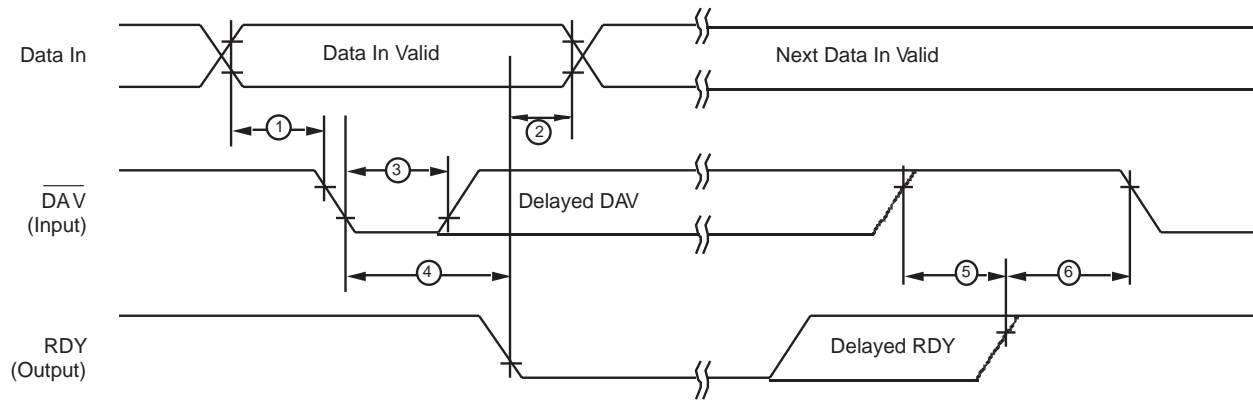 Data In
Data In Valid
Next Data In Valid
1
2
3
DAV
(Input)
Delayed DAV
4
5
6
RDY
(Output)
Delayed RDY